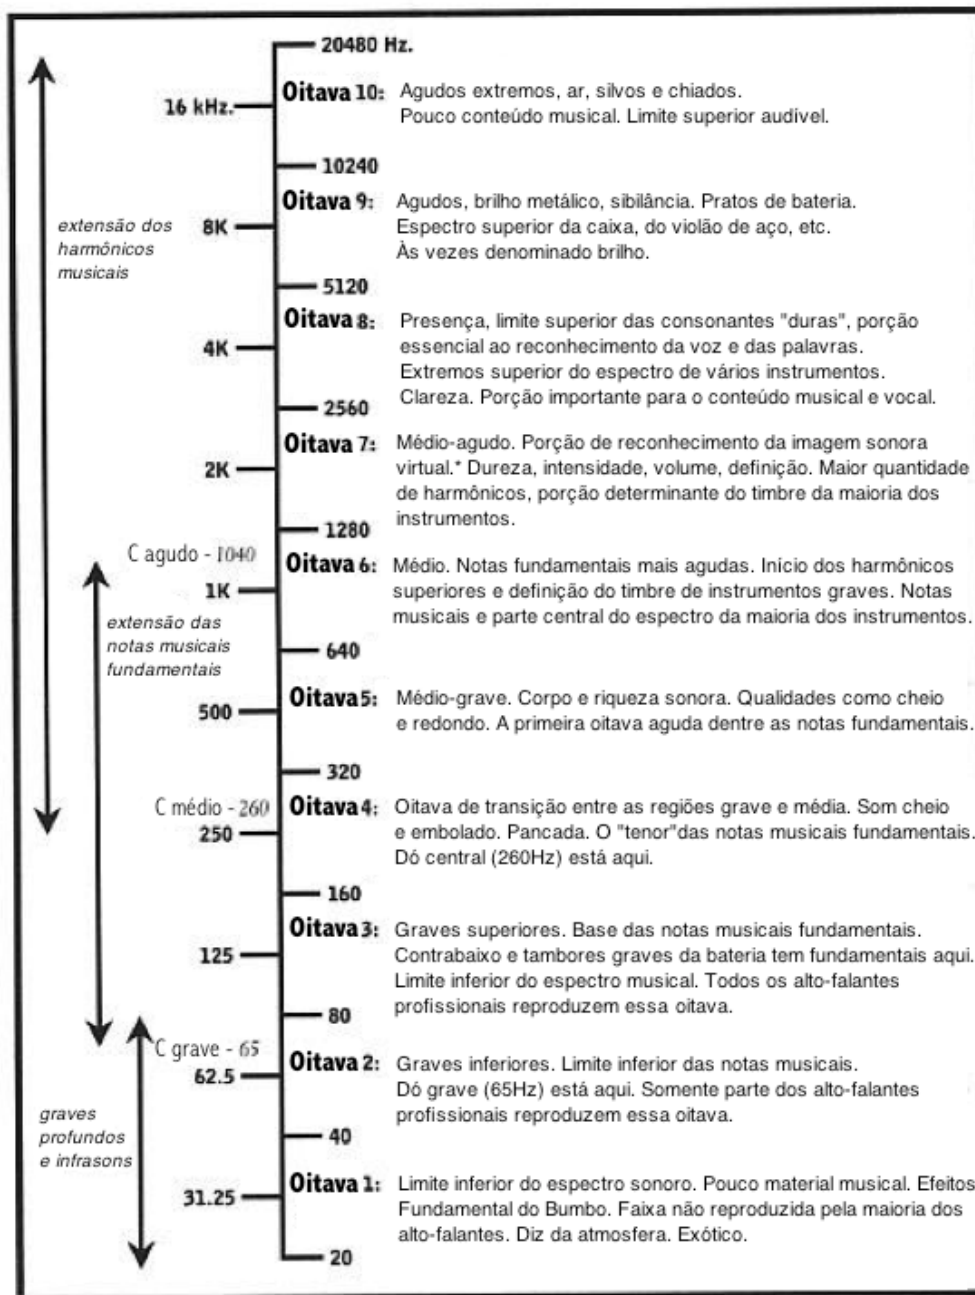 20480 Hz.
Oitava 10: Agudos extremos, ar, silvos e chiados.
16 kHz.
Pouco conteúdo musical. Limite superior audível.
10240
Oitava 9: Agudos, brilho metálico, sibilância. Pratos de bateria.
extensão dos
harmônicos
musicais
8K
Espectro superior da caixa, do violão de aço, etc.
Às vezes denominado brilho.
5120
Oitava 8: Presença, limite superior das consonantes "duras", porção
4K
essencial ao reconhecimento da voz e das palavras.
Extremos superior do espectro de vários instrumentos.
Clareza. Porção importante para o conteúdo musical e vocal.
2560
Oitava 7: Médio-agudo. Porção de reconhecimento da imagem sonora
2K
virtual.* Dureza, intensidade, volume, definição. Maior quantidade
de harmônicos, porção determinante do timbre da maioria dos
instrumentos.
1280
C agudo - 1040
Oitava 6: Médio. Notas fundamentais mais agudas. Início dos harmônicos
1K
superiores e definição do timbre de instrumentos graves. Notas
musicais e parte central do espectro da maioria dos instrumentos.
extensão das
notas musicais
fundamentais
640
Oitava 5: Médio-grave. Corpo e riqueza sonora. Qualidades como cheio
500
e redondo. A primeira oitava aguda dentre as notas fundamentais.
320
C médio - 260
Oitava 4: Oitava de transição entre as regiões grave e média. Som cheio
250
e embolado. Pancada. O "tenor"das notas musicais fundamentais.
Dó central (260Hz) está aqui.
160
Oitava 3: Graves superiores. Base das notas musicais fundamentais.
125
Contrabaixo e tambores graves da bateria tem fundamentais aqui.
Limite inferior do espectro musical. Todos os alto-falantes
profissionais reproduzem essa oitava.
80
C grave - 65
Oitava 2: Graves inferiores. Limite inferior das notas musicais.
62.5
Dó grave (65Hz) está aqui. Somente parte dos alto-falantes
profissionais reproduzem essa oitava.
graves
profundos
e infrasons
40
Oitava 1: Limite inferior do espectro sonoro. Pouco material musical. Efeitos
31.25
Fundamental do Bumbo. Faixa não reproduzida pela maioria dos
alto-falantes. Diz da atmosfera. Exótico.
20